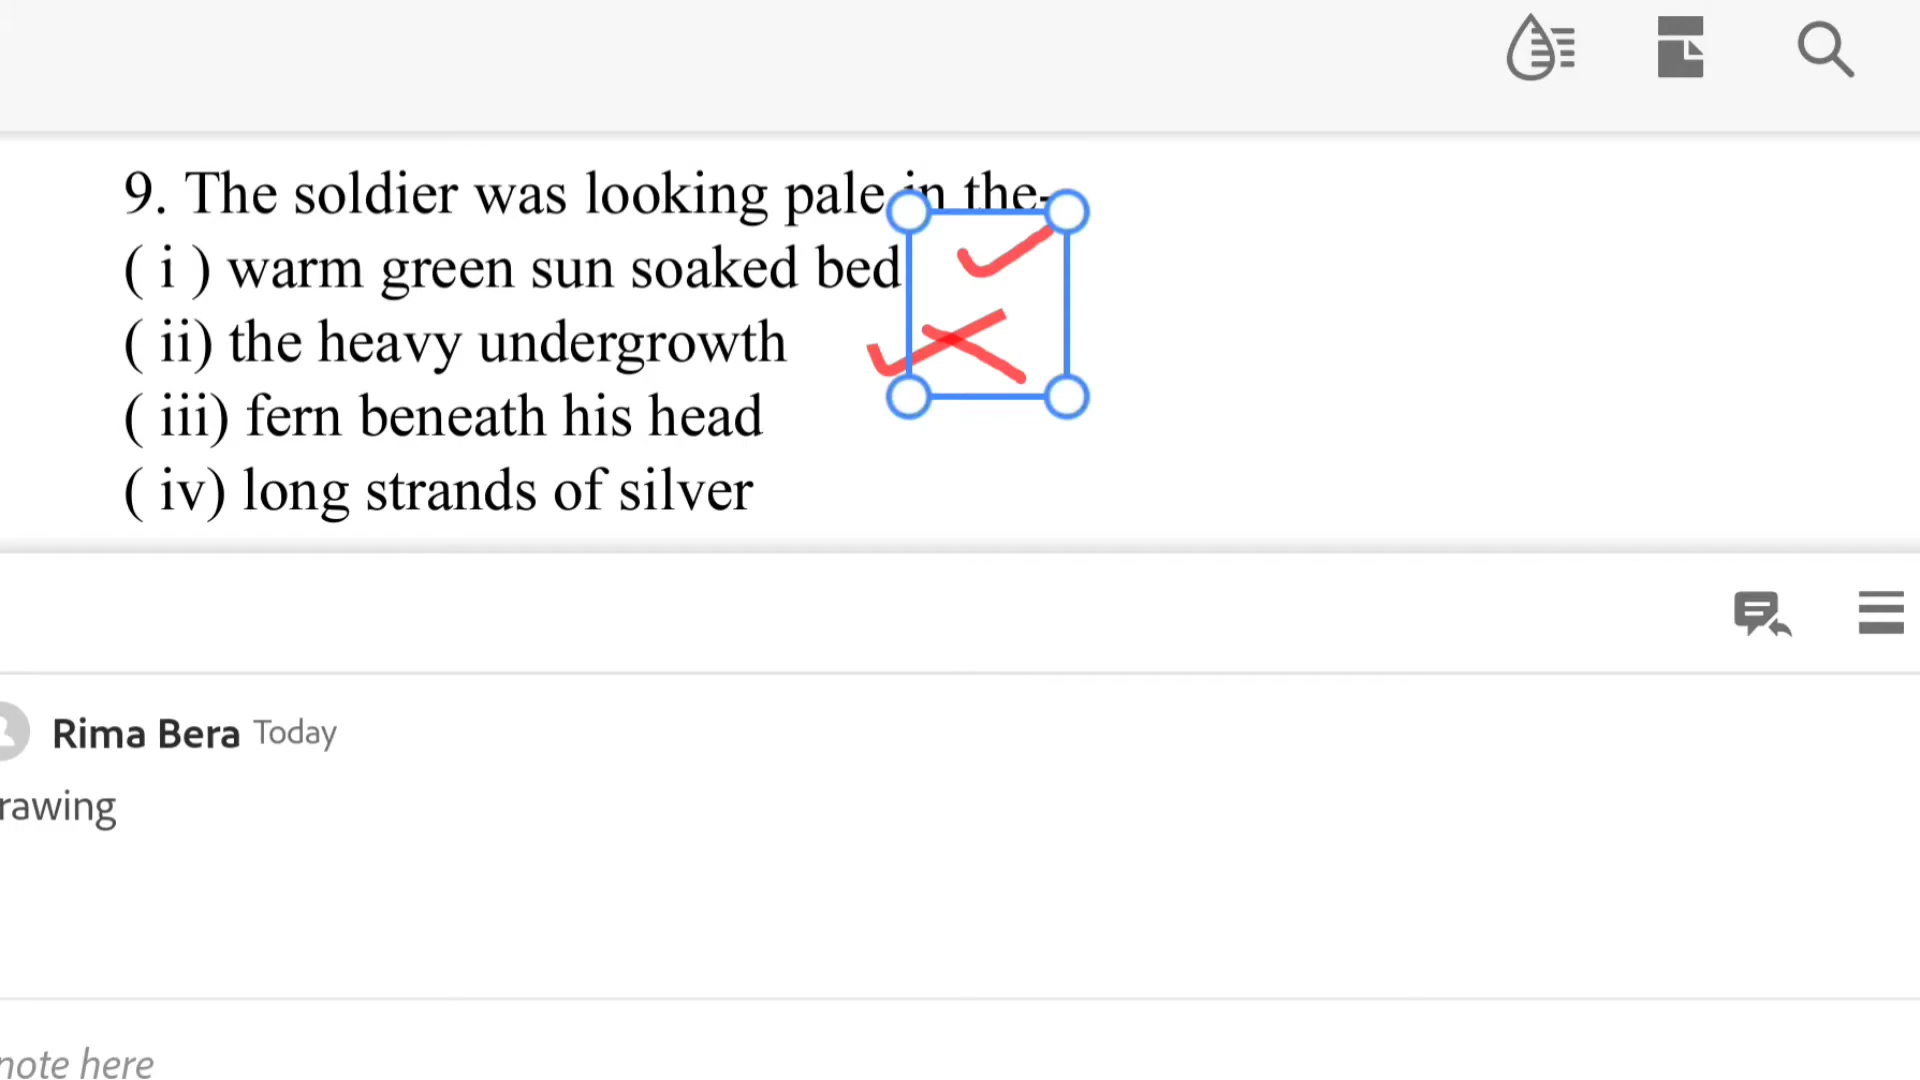 9. The soldier was looking pale in the-
( i ) warm green sun soaked bed
( ii) the heavy undergrowth
( iii) fern beneath his head
( iv) long strands of silver
Rima Bera Today
rawing
note here